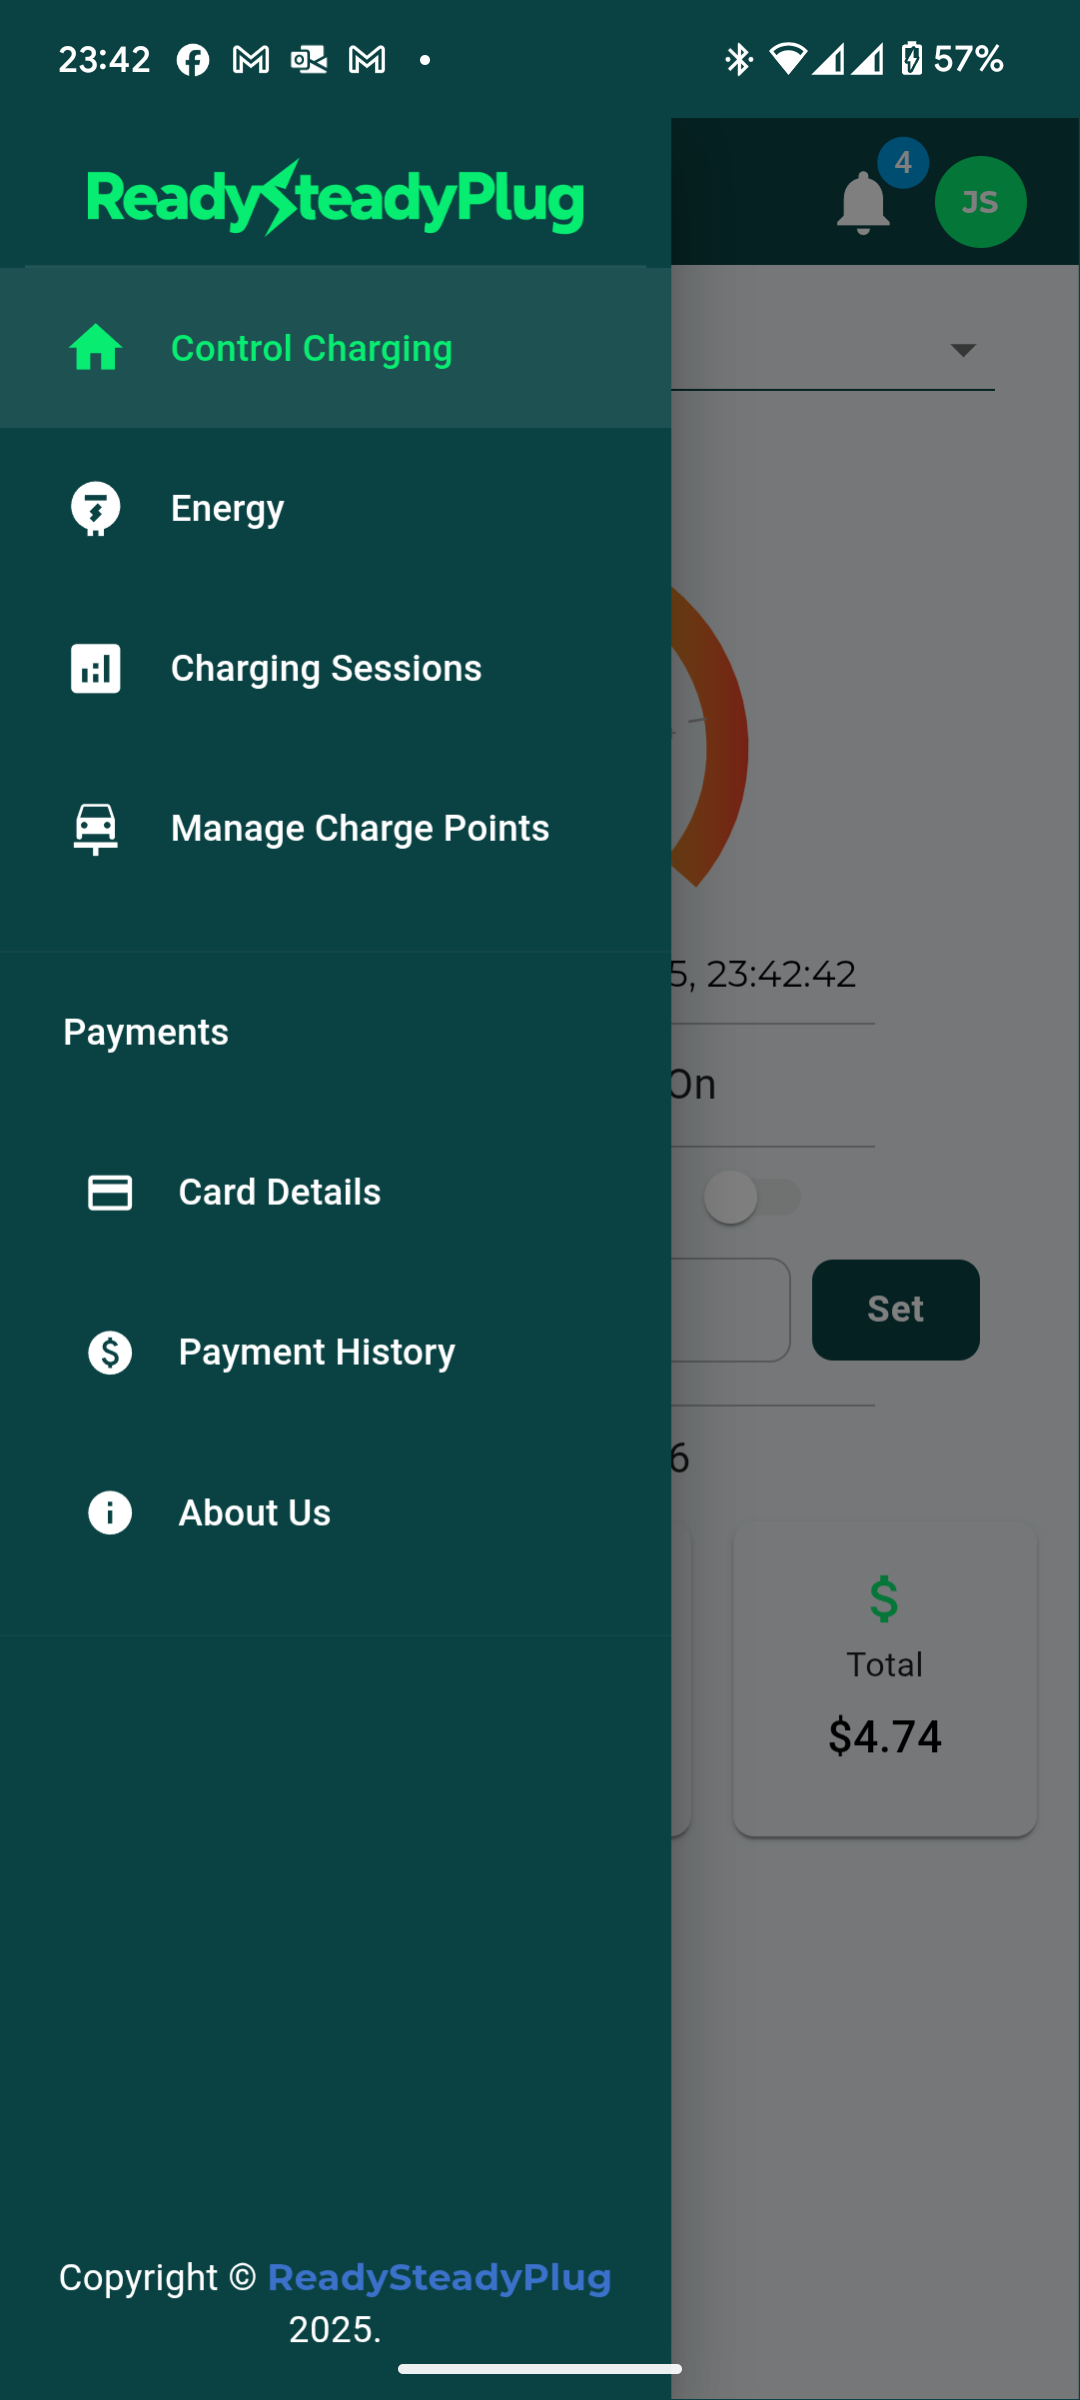 23:42
57%
ReadySteadyPlug
4
JS
Control Charging
Energy
Charging Sessions
Manage Charge Points
5, 23:42:42
Payments
On
Card Details
Set
Payment History
6
About Us
$
Total
$4.74
Copyright © ReadySteadyPlug
2025.